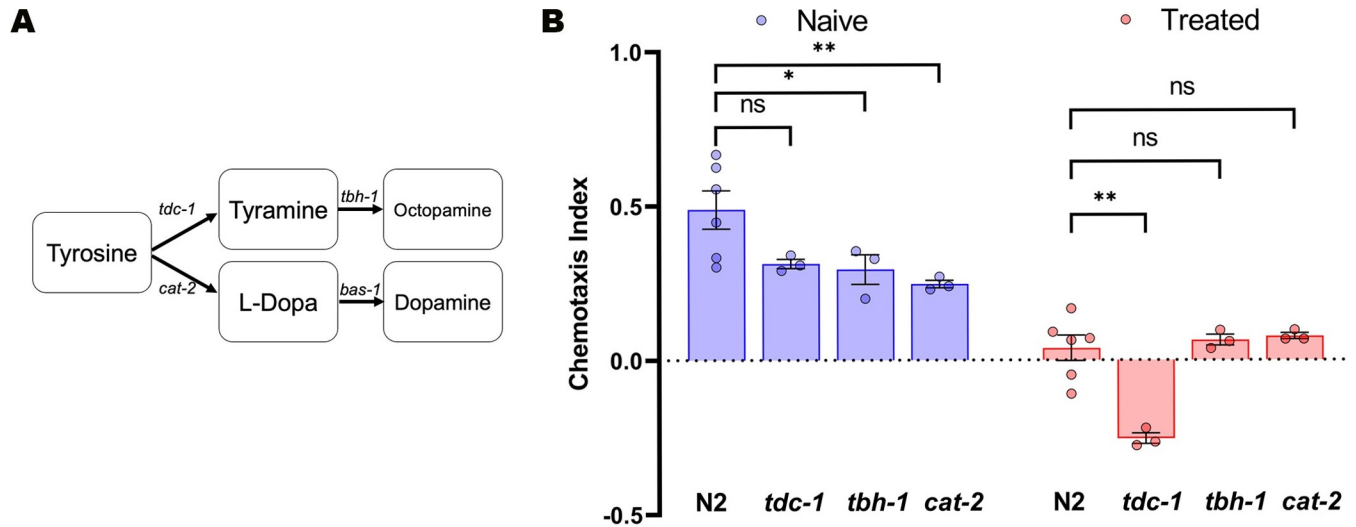 A
Tyrosine
tdc-1
cat-2
Tyramine
tbh-1
Octopamine
L-Dopa
bas-1
Dopamine
B
Naive
Treated
Chemotaxis Index
1.0
0.5
0.0
-0.5
**
*
ns
ns
ns
**
N2 tdc-1 tbh-1 cat-2
N2 tdc-1 tbh-1 cat-2